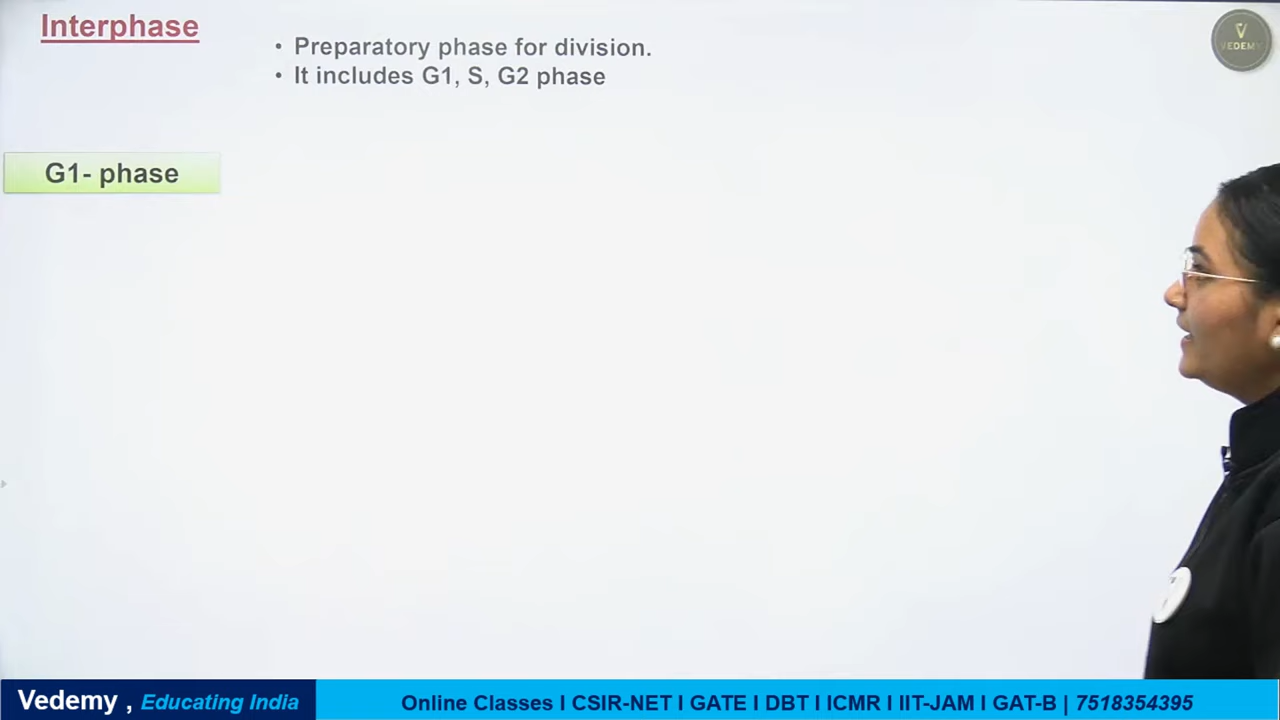 Interphase
• Preparatory phase for division.
• It includes G1, S, G2 phase
VEDEMY
G1- phase
Vedemy , Educating India
Online Classes I CSIR-NET I GATE I DBT I ICMR I IIT-JAM I GAT-B | 7518354395